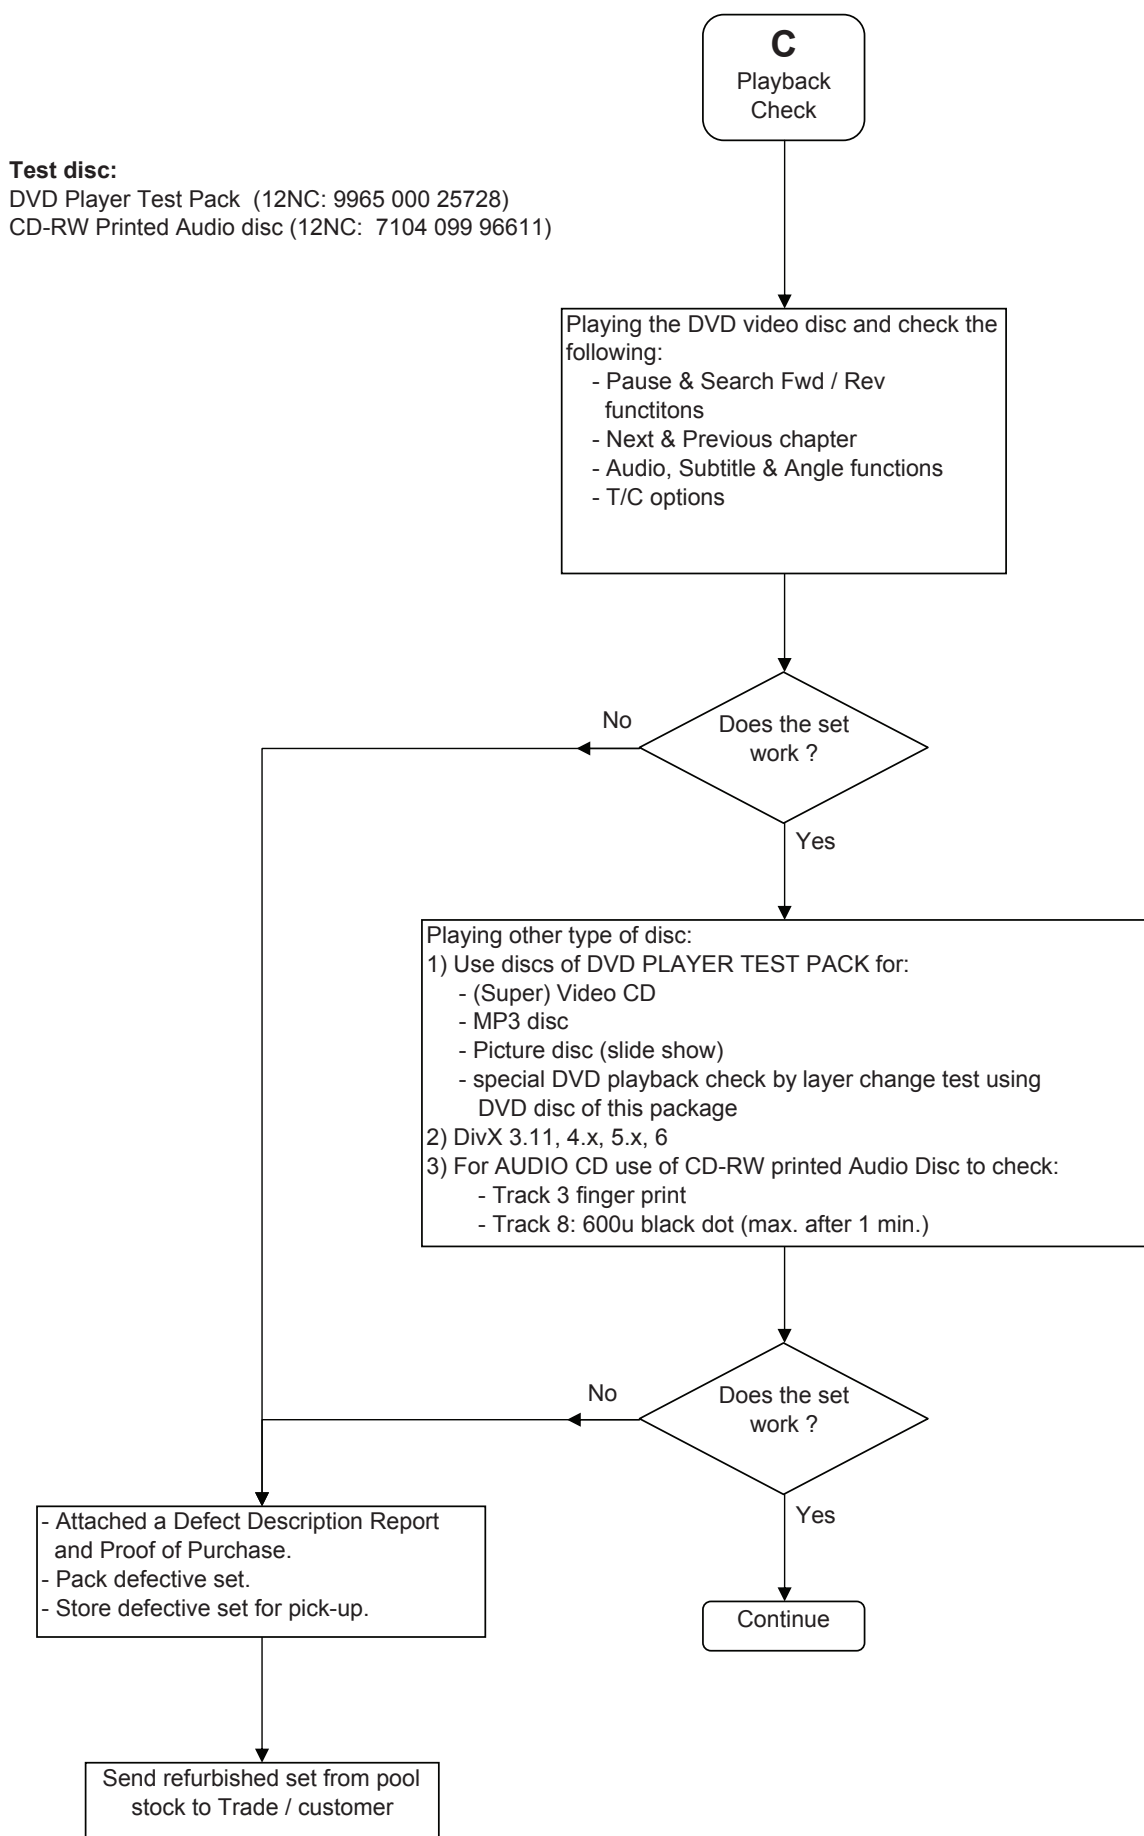 C
Playback
Check
Test disc:
DVD Player Test Pack (12NC: 9965 000 25728)
CD-RW Printed Audio disc (12NC: 7104 099 96611)
Playing the DVD video disc and check the
following:
- Pause & Search Fwd / Rev
functitons
- Next & Previous chapter
- Audio, Subtitle & Angle functions
- T/C options
Does the set
work ?
No
Yes
Playing other type of disc:
1) Use discs of DVD PLAYER TEST PACK for:
- (Super) Video CD
- MP3 disc
- Picture disc (slide show)
- special DVD playback check by layer change test using
DVD disc of this package
2) DivX 3.11, 4.x, 5.x, 6
3) For AUDIO CD use of CD-RW printed Audio Disc to check:
- Track 3 finger print
- Track 8: 600u black dot (max. after 1 min.)
Does the set
work ?
No
Yes
- Attached a Defect Description Report
and Proof of Purchase.
- Pack defective set.
- Store defective set for pick-up.
Continue
Send refurbished set from pool
stock to Trade / customer